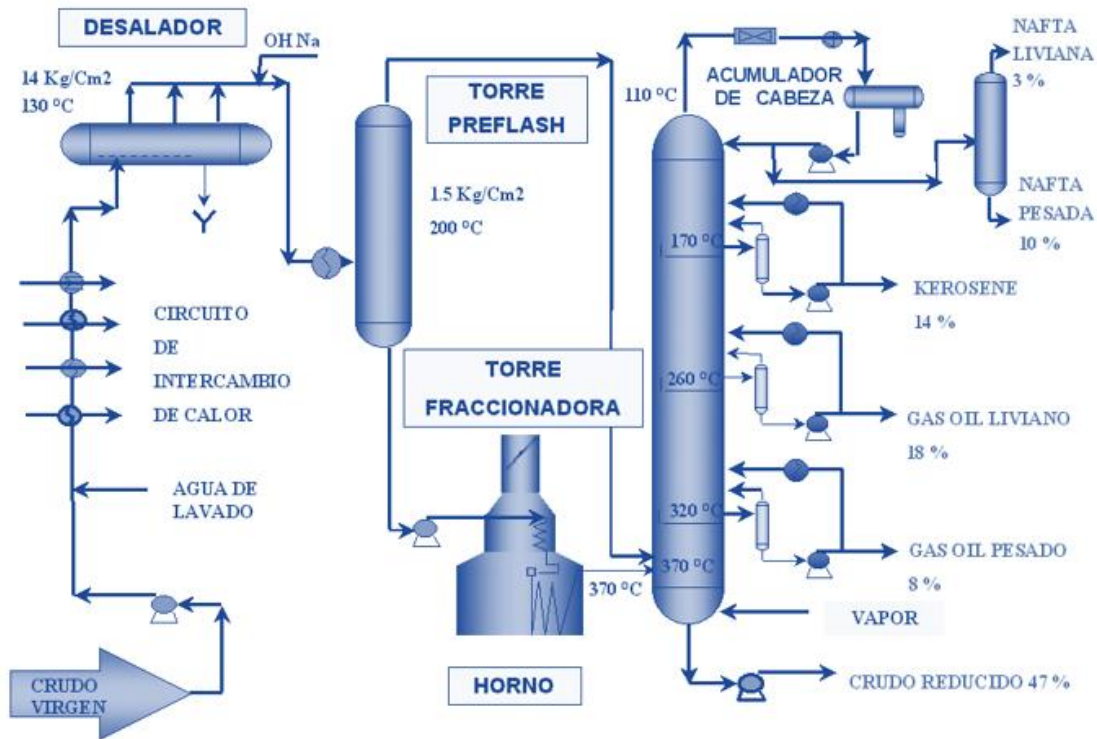 DESALADOR
OH Na
14 Kg/Cm2
130 °C
TORRE
PREFLASH
1.5 Kg/Cm2
200 °C
110 °C
ACUMULADOR
DE CABEZA
NAFTA
LIVIANA
3 %
NAFTA
PESADA
10 %
170 °C
KEROSENE
14 %
CIRCUITO
DE
INTERCAMBIO
DE CALOR
TORRE
FRACCIONADORA
260 °C
GAS OIL LIVIANO
18 %
AGUA DE
LAVADO
320 °C
GAS OIL PESADO
8 %
370 °C
370 °C
VAPOR
CRUDO
VIRGEN
HORNO
CRUDO REDUCIDO 47 %